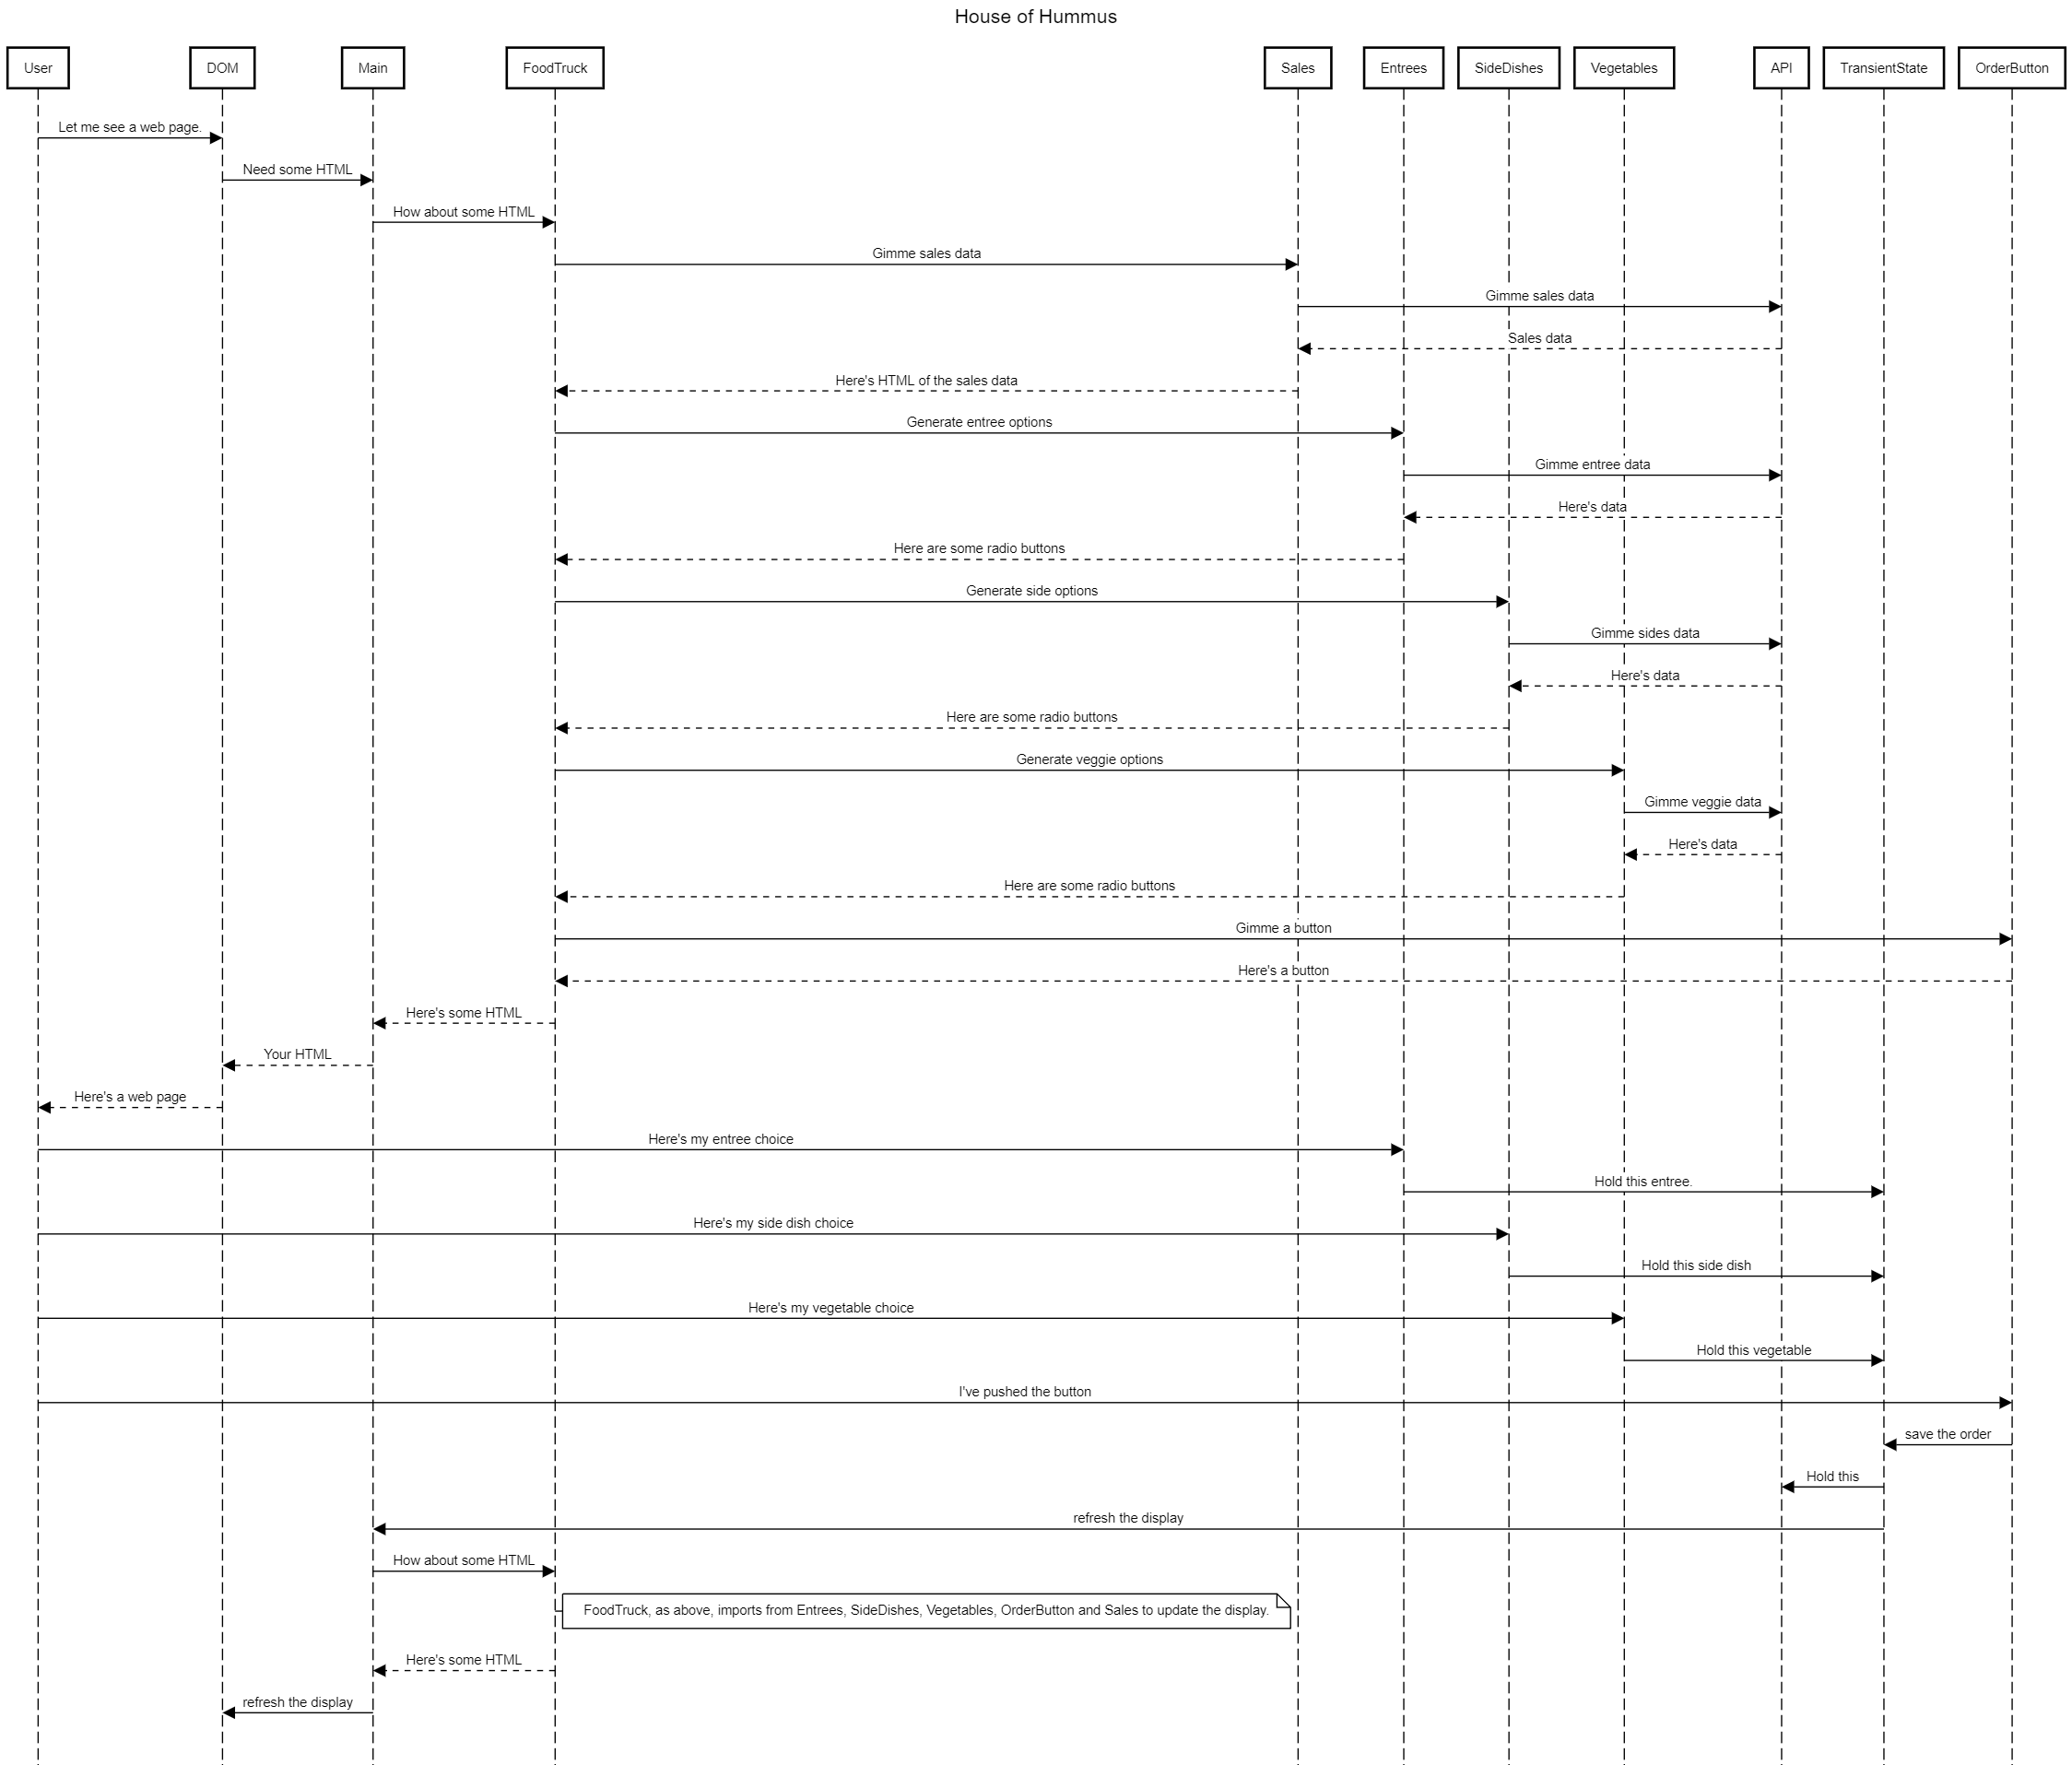 House of Hummus
User
DOM
Main
FoodTruck
Sales
Entrees
SideDishes
Vegetables
API
TransientState
OrderButton
Let me see a web page.
Need some HTML
How about some HTML
Gimme sales data
Gimme sales data
Sales data
Here's HTML of the sales data
Generate entree options
Gimme entree data
Here's data
Here are some radio buttons
Generate side options
Gimme sides data
Here's data
Here are some radio buttons
Generate veggie options
Gimme veggie data
Here's data
Here are some radio buttons
Gimme a button
Here's a button
Here's some HTML
Your HTML
Here's a web page
Here's my entree choice
Hold this entree.
Here's my side dish choice
Hold this side dish
Here's my vegetable choice
Hold this vegetable
I've pushed the button
save the order
Hold this
refresh the display
How about some HTML
FoodTruck, as above, imports from Entrees, SideDishes, Vegetables, OrderButton and Sales to update the display.
Here's some HTML
refresh the display